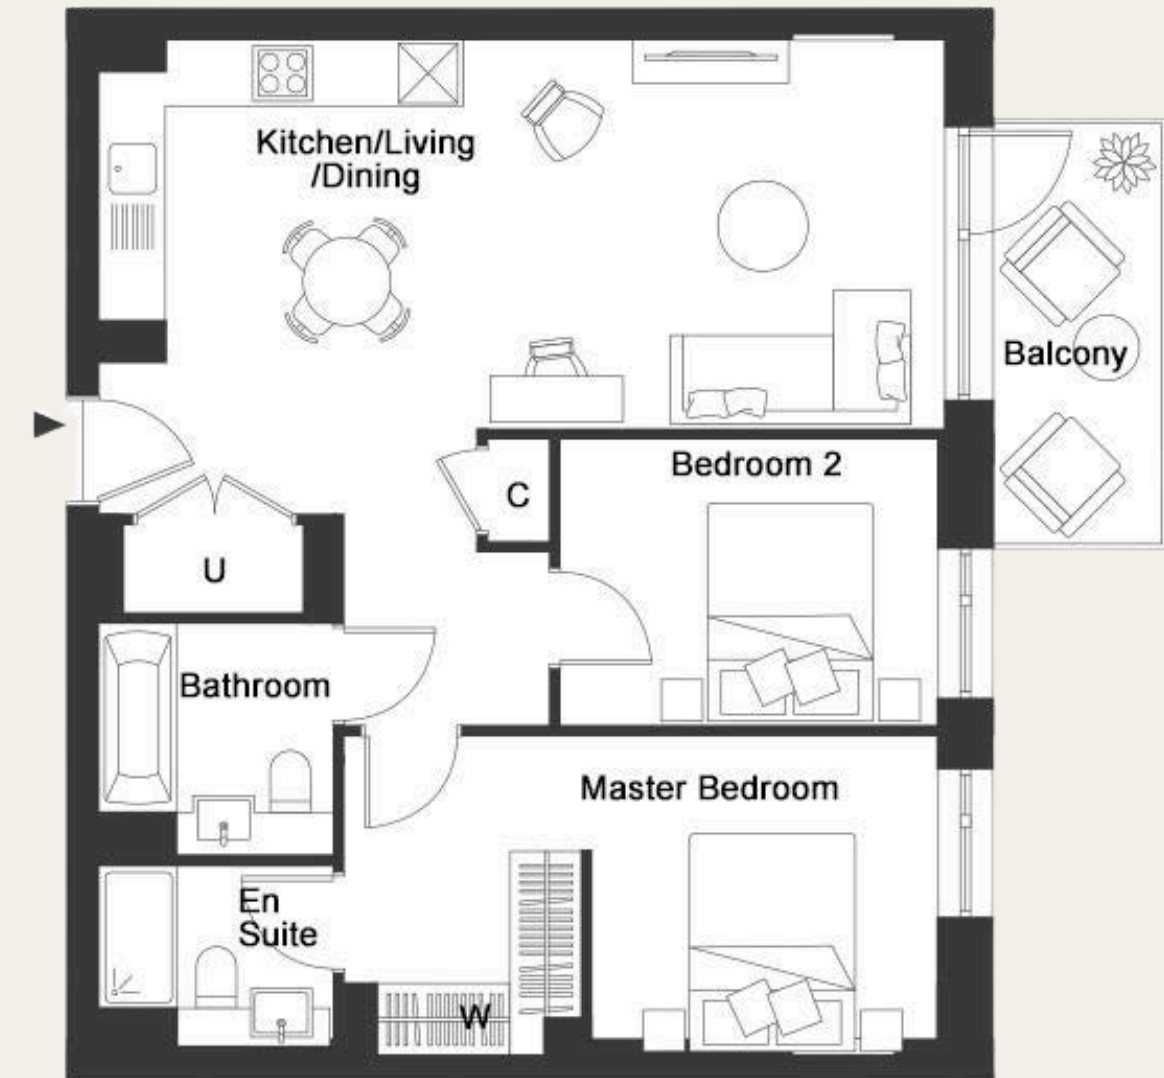 Kitchen/Living
/Dining
Balcony
Bedroom 2
C
U
Bathroom
Master Bedroom
En
Suite
W